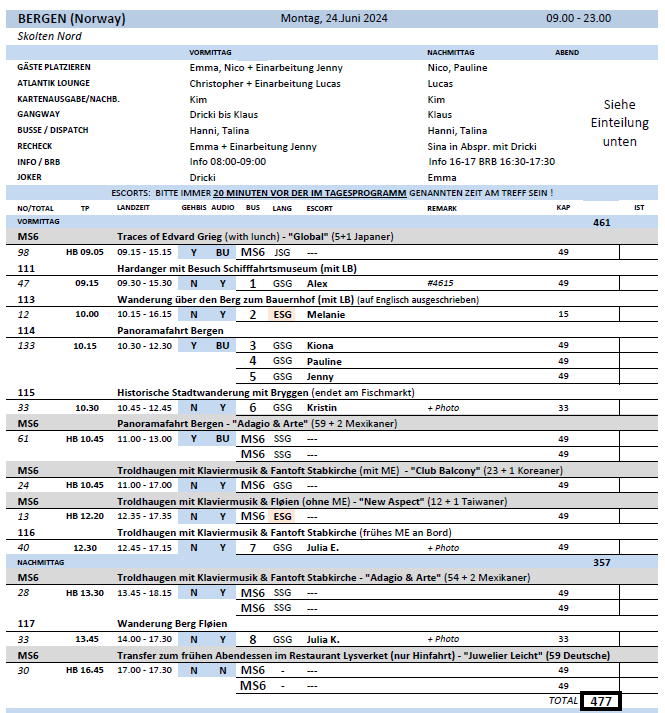 BERGEN (Norway) Montag, 24.Juni 2024 09.00 - 23.00
Skolten Nord
VORMITTAG NACHMITTAG ABEND
GÄSTE PLATZIEREN Emma, Nico + Einarbeitung Jenny Nico, Pauline
ATLANTIK LOUNGE Christopher + Einarbeitung Lucas Lucas
KARTENAUSGABE/NACHB. Kim Kim
GANGWAY Dricki bis Klaus Klaus
BUSSE / DISPATCH Hanni, Talina Hanni, Talina
RECHECK Emma + Einarbeitung Jenny Sina in Abspr. mit Dricki
INFO / BRB Info 08:00-09:00 Info 16-17 BRB 16:30-17:30
JOKER Dricki Emma
Siehe
Einteilung
unten
ESCORTS: BITTE IMMER 20 MINUTEN VOR DER IM TAGESPROGRAMM GENANNTEN ZEIT AM TREFF SEIN !
NO/TOTAL TP LANDZEIT GEHBIS AUDIO BUS LANG ESCORT REMARK KAP IST
VORMITTAG 461
MS6 Traces of Edvard Grieg (with lunch) - "Global" (5+1 Japaner)
98 HB 09.05 09.15 - 15.15 Y BU MS6 JSG --- 49
111 Hardanger mit Besuch Schifffahrtsmuseum (mit LB)
47 09.15 09.30 - 15.30 N Y 1 GSG Alex #4615 49
113 Wanderung über den Berg zum Bauernhof (mit LB) (auf Englisch ausgeschrieben)
12 10.00 10.15 - 16.15 N Y 2 ESG Melanie 15
114 Panoramafahrt Bergen
133 10.15 10.30 - 12.30 Y BU 3 GSG Kiona 49
4 GSG Pauline 49
5 GSG Jenny 49
115 Historische Stadtwanderung mit Bryggen (endet am Fischmarkt)
33 10.30 10.45 - 12.45 N Y 6 GSG Kristin + Photo 33
MS6 Panoramafahrt Bergen - "Adagio & Arte" (59 + 2 Mexikaner)
61 HB 10.45 11.00 - 13.00 Y BU MS6 SSG --- 49
MS6 SSG --- 49
MS6 Troldhaugen mit Klaviermusik & Fantoft Stabkirche (mit ME) - "Club Balcony" (23 + 1 Koreaner)
24 HB 10.45 11.00 - 17.00 N Y MS6 GSG --- 49
MS6 Troldhaugen mit Klaviermusik & Fløien (ohne ME) - "New Aspect" (12 + 1 Taiwaner)
13 HB 12.20 12.35 - 17.35 N Y MS6 ESG --- 49
116 Troldhaugen mit Klaviermusik & Fantoft Stabkirche (frühes ME an Bord)
40 12.30 12.45 - 17.15 N Y 7 GSG Julia E. + Photo 49
NACHMITTAG 357
MS6 Troldhaugen mit Klaviermusik & Fantoft Stabkirche - "Adagio & Arte" (54 + 2 Mexikaner)
28 HB 13.30 13.45 - 18.15 N Y MS6 SSG --- 49
MS6 SSG --- 49
117 Wanderung Berg Fløien
33 13.45 14.00 - 17.30 N Y 8 GSG Julia K. + Photo 33
MS6 Transfer zum frühen Abendessen im Restaurant Lysverket (nur Hinfahrt) - "Juwelier Leicht" (59 Deutsche)
30 HB 16.45 17.00 - 17.30 N N MS6 - --- 49
MS6 - --- 49
TOTAL 477